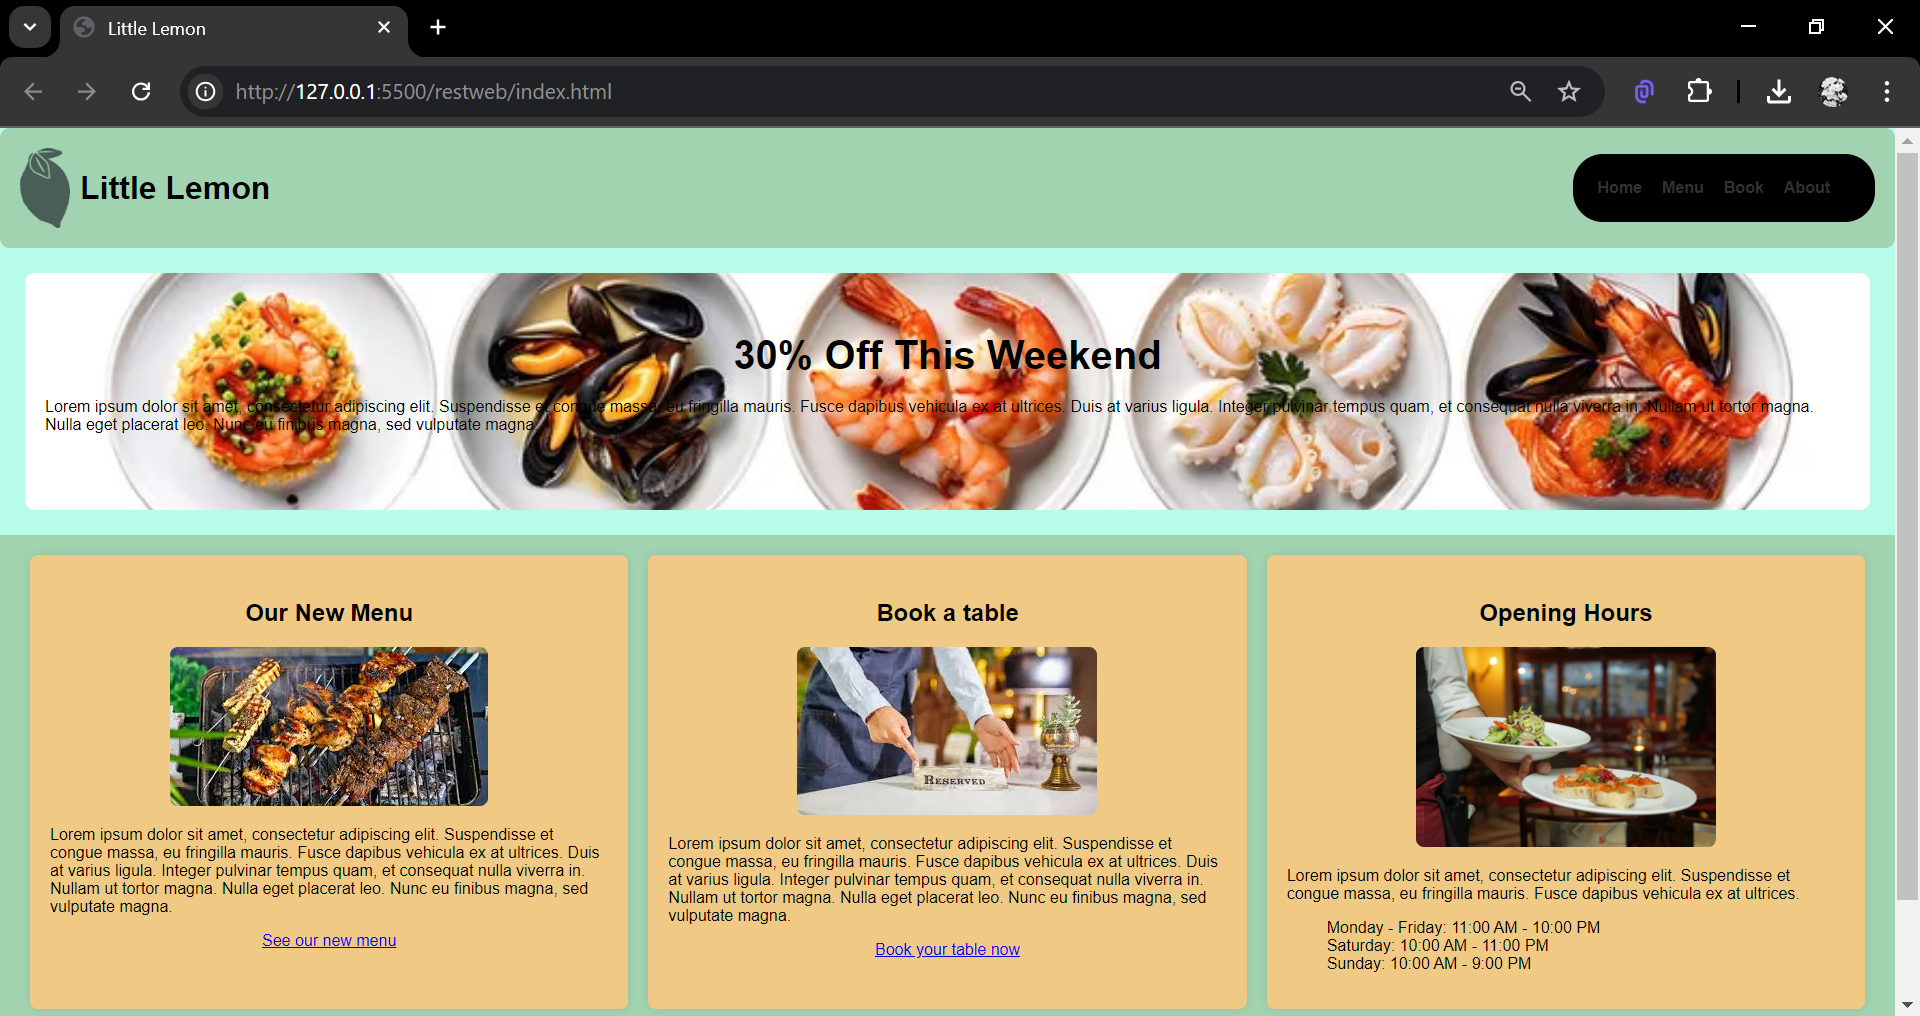 Little Lemon
http://127.0.0.1:5500/restweb/index.html
Little Lemon
Home Menu Book About
30% Off This Weekend
Lorem ipsum dolor sit amet, consectetur adipiscing elit. Suspendisse et congue massa, eu fringilla mauris. Fusce dapibus vehicula ex at ultrices. Duis at varius ligula. Integer pulvinar tempus quam, et consequat nulla viverra in. Nullam ut tortor magna.
Nulla eget placerat leo. Nunc eu finibus magna, sed vulputate magna.
Our New Menu
Lorem ipsum dolor sit amet, consectetur adipiscing elit. Suspendisse et
congue massa, eu fringilla mauris. Fusce dapibus vehicula ex at ultrices. Duis
at varius ligula. Integer pulvinar tempus quam, et consequat nulla viverra in.
Nullam ut tortor magna. Nulla eget placerat leo. Nunc eu finibus magna, sed
vulputate magna.
See our new menu
Book a table
RESERVED
Lorem ipsum dolor sit amet, consectetur adipiscing elit. Suspendisse et
congue massa, eu fringilla mauris. Fusce dapibus vehicula ex at ultrices. Duis
at varius ligula. Integer pulvinar tempus quam, et consequat nulla viverra in.
Nullam ut tortor magna. Nulla eget placerat leo. Nunc eu finibus magna, sed
vulputate magna.
Book your table now
Opening Hours
Lorem ipsum dolor sit amet, consectetur adipiscing elit. Suspendisse et
congue massa, eu fringilla mauris. Fusce dapibus vehicula ex at ultrices.
Monday - Friday: 11:00 AM - 10:00 PM
Saturday: 10:00 AM - 11:00 PM
Sunday: 10:00 AM - 9:00 PM